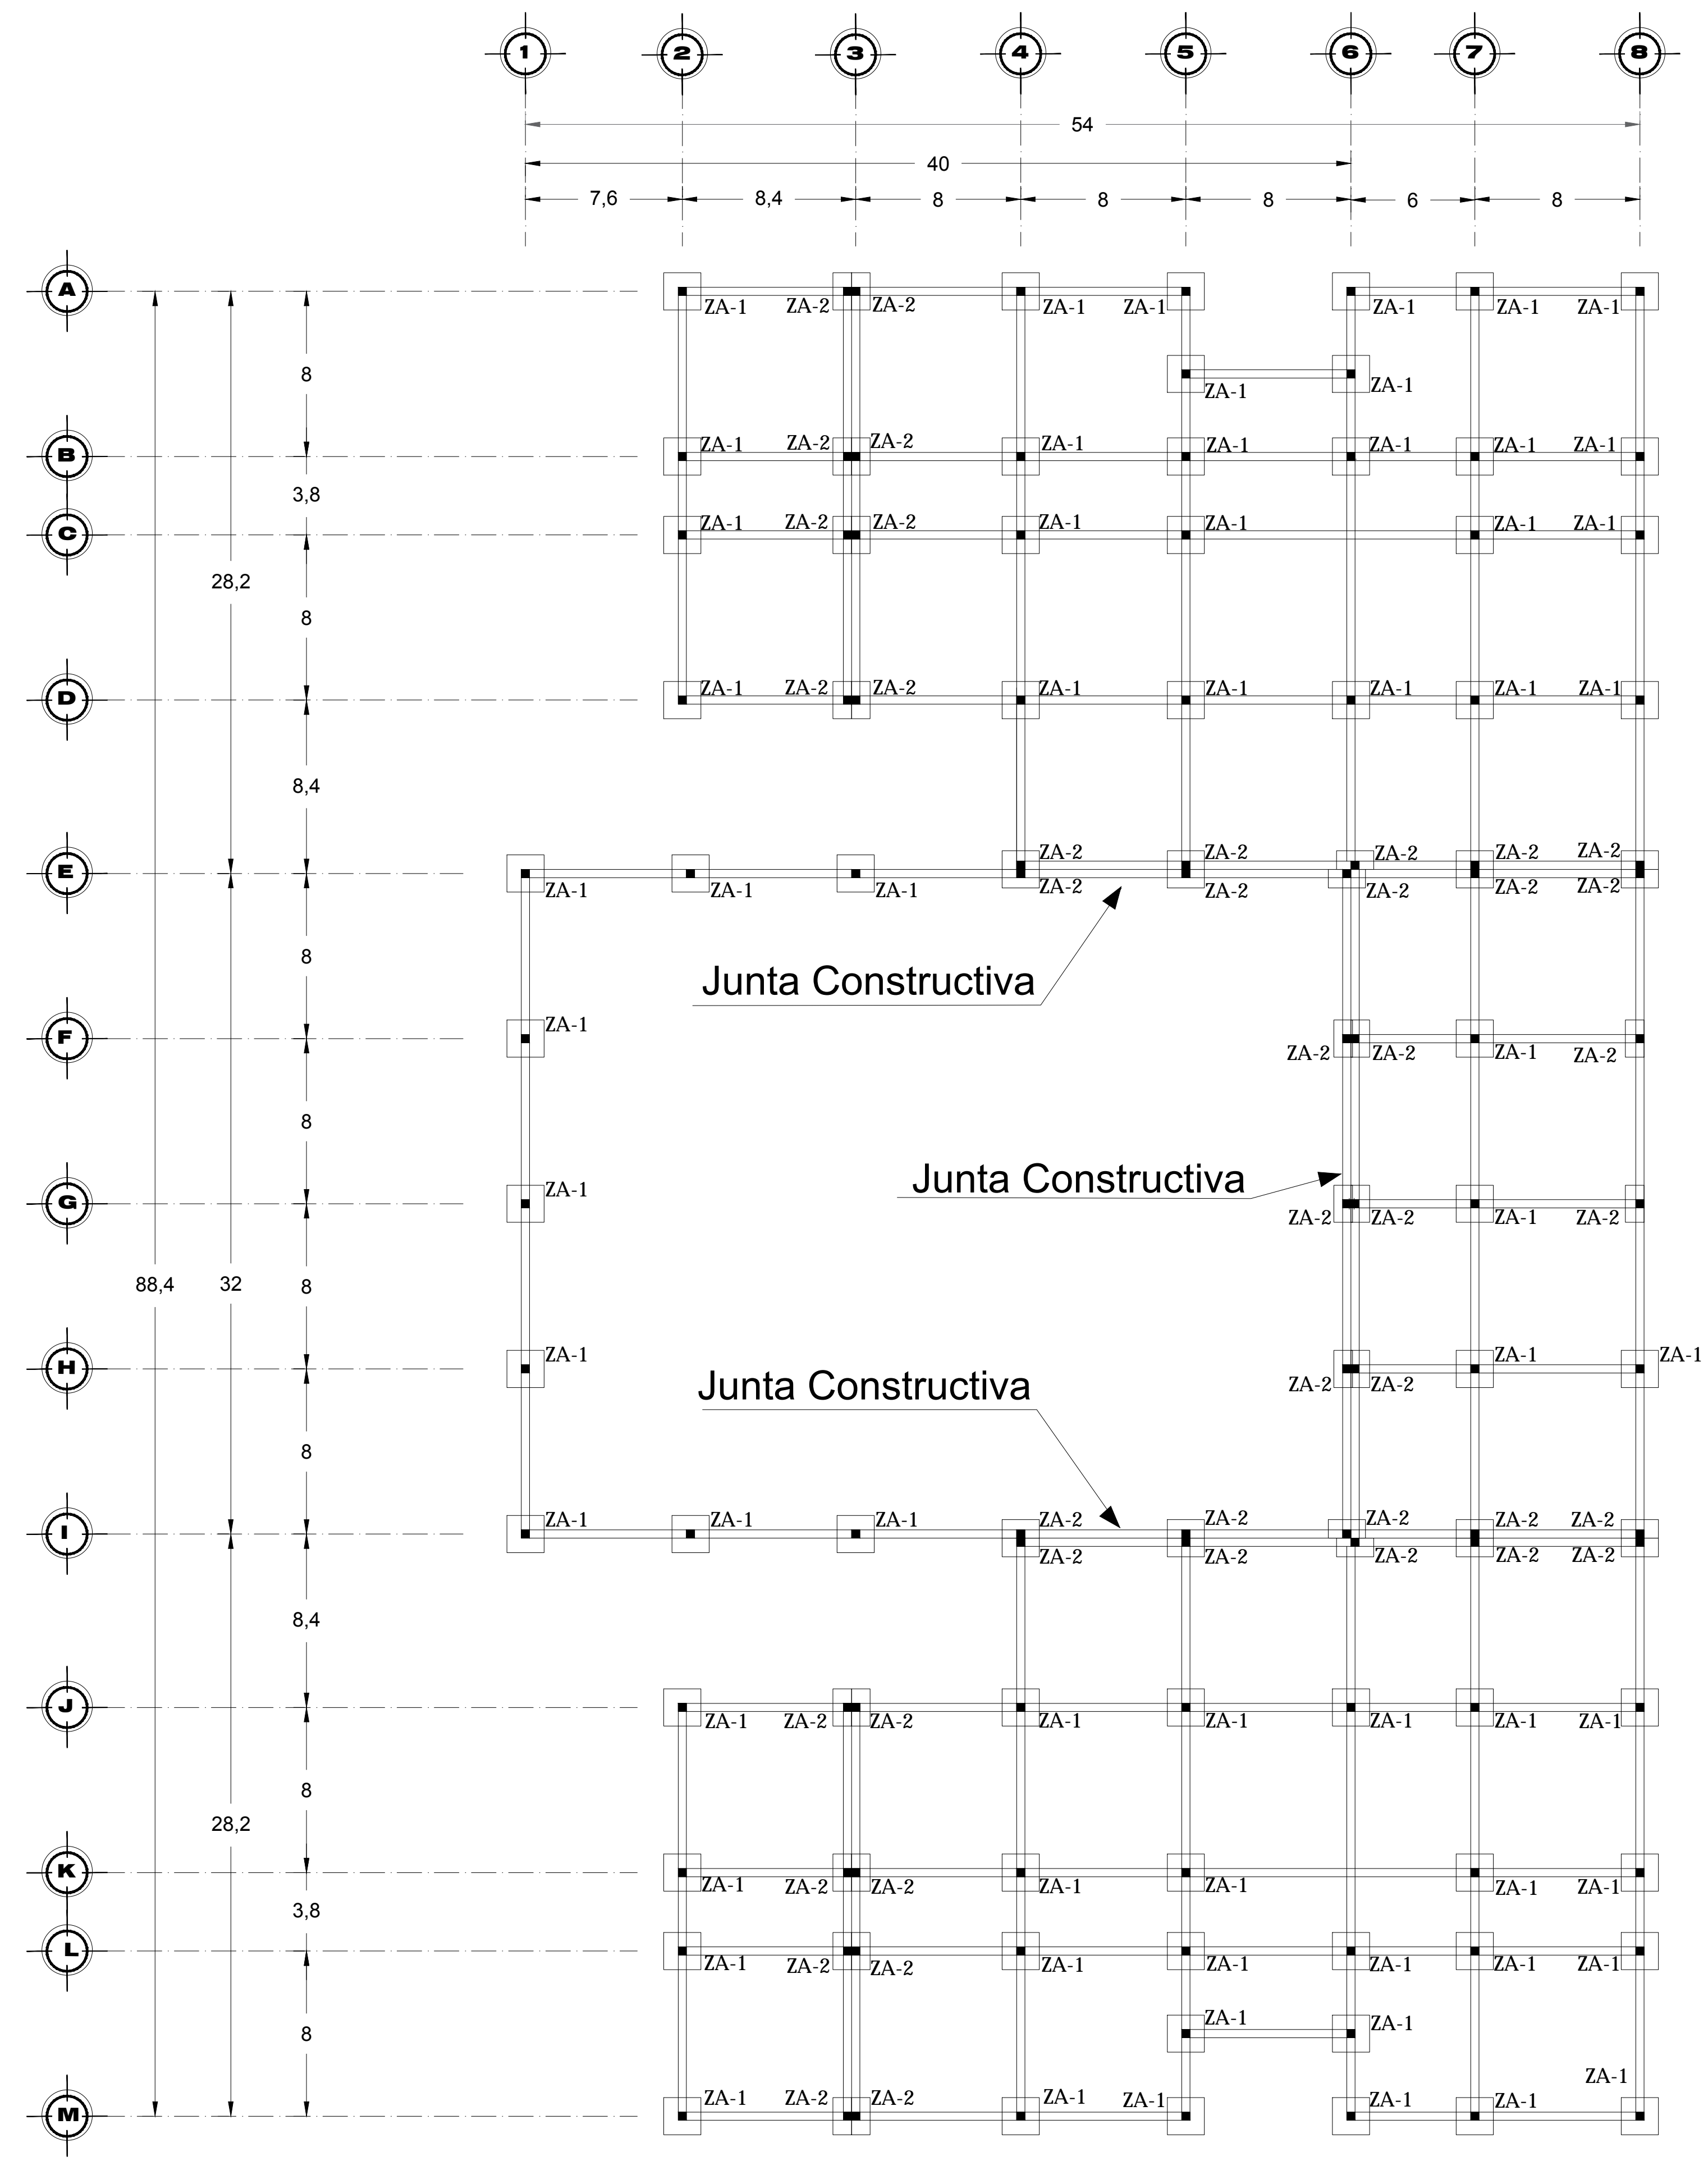 1 2 3 4 5 6 7 8
54
40
7,6 8,4 8 8 8 6 8
A
ZA-1 ZA-2 ZA-2 ZA-1 ZA-1 ZA-1 ZA-1 ZA-1
8
ZA-1 ZA-1
B
ZA-1 ZA-2 ZA-2 ZA-1 ZA-1 ZA-1 ZA-1 ZA-1
3,8
C
ZA-1 ZA-2 ZA-2 ZA-1 ZA-1 ZA-1 ZA-1
28,2
8
D
ZA-1 ZA-2 ZA-2 ZA-1 ZA-1 ZA-1 ZA-1 ZA-1
8,4
ZA-2 ZA-2 ZA-2 ZA-2 ZA-2
E
ZA-1 ZA-1 ZA-1 ZA-2 ZA-2 ZA-2 ZA-2 ZA-2
8
Junta Constructiva
F
ZA-1
ZA-2 ZA-2 ZA-1 ZA-2
8
Junta Constructiva
G
ZA-1
ZA-2 ZA-2 ZA-1 ZA-2
88,4 32 8
H
ZA-1 ZA-1 ZA-1
ZA-2 ZA-2
Junta Constructiva
8
I
ZA-1 ZA-1 ZA-1 ZA-2 ZA-2 ZA-2 ZA-2 ZA-2
ZA-2 ZA-2 ZA-2 ZA-2 ZA-2
8,4
J
ZA-1 ZA-2 ZA-2 ZA-1 ZA-1 ZA-1 ZA-1 ZA-1
8
28,2
K
ZA-1 ZA-2 ZA-2 ZA-1 ZA-1 ZA-1 ZA-1
3,8
L
ZA-1 ZA-2 ZA-2 ZA-1 ZA-1 ZA-1 ZA-1 ZA-1
8
ZA-1 ZA-1
ZA-1
M
ZA-1 ZA-2 ZA-2 ZA-1 ZA-1 ZA-1 ZA-1